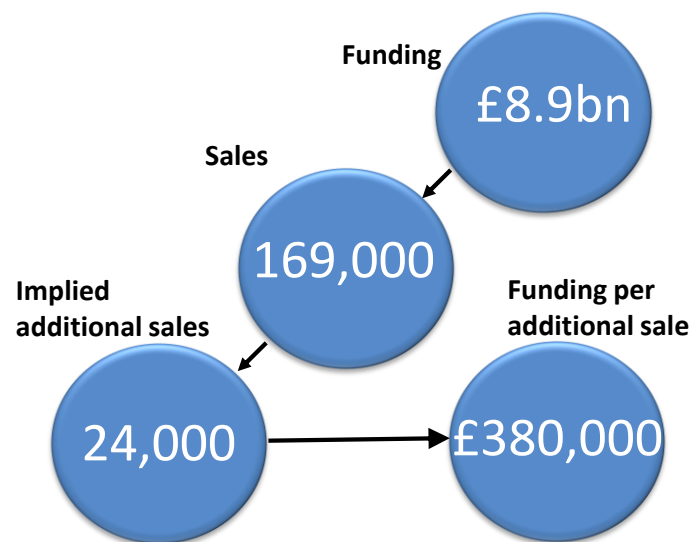 Funding
£8.9bn
Sales
169,000
Implied
additional sales
24,000
Funding per
additional sale
£380,000